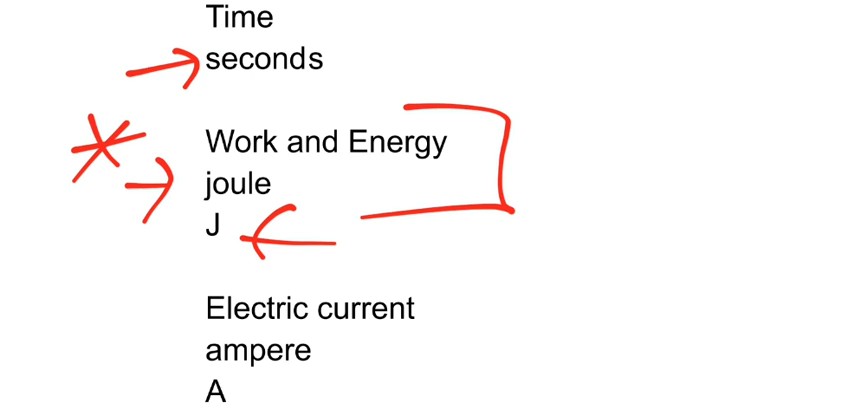 Time
seconds
Work and Energy
joule
J
Electric current
ampere
A